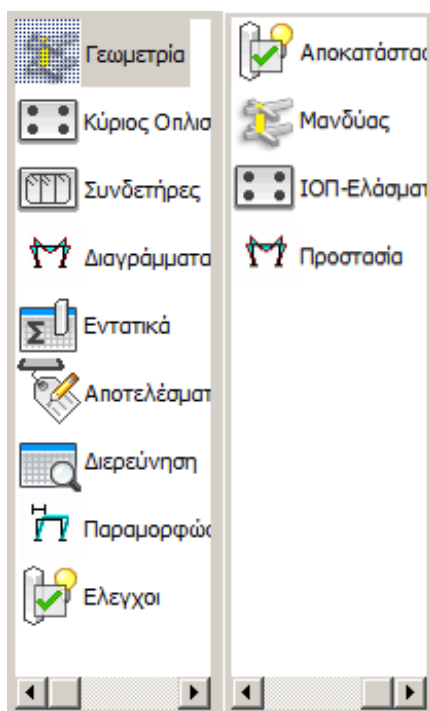 Γεωμετρία
Κύριος Οπλισ
Συνδετήρες
Διαγράμματα
Εντατικά
Αποτελέσματ
Διερεύνηση
Παραμορφώσ
Ελεγχοι
Αποκατάστασ
Μανδύας
ΙΟΠ-Ελάσματ
Προστασία